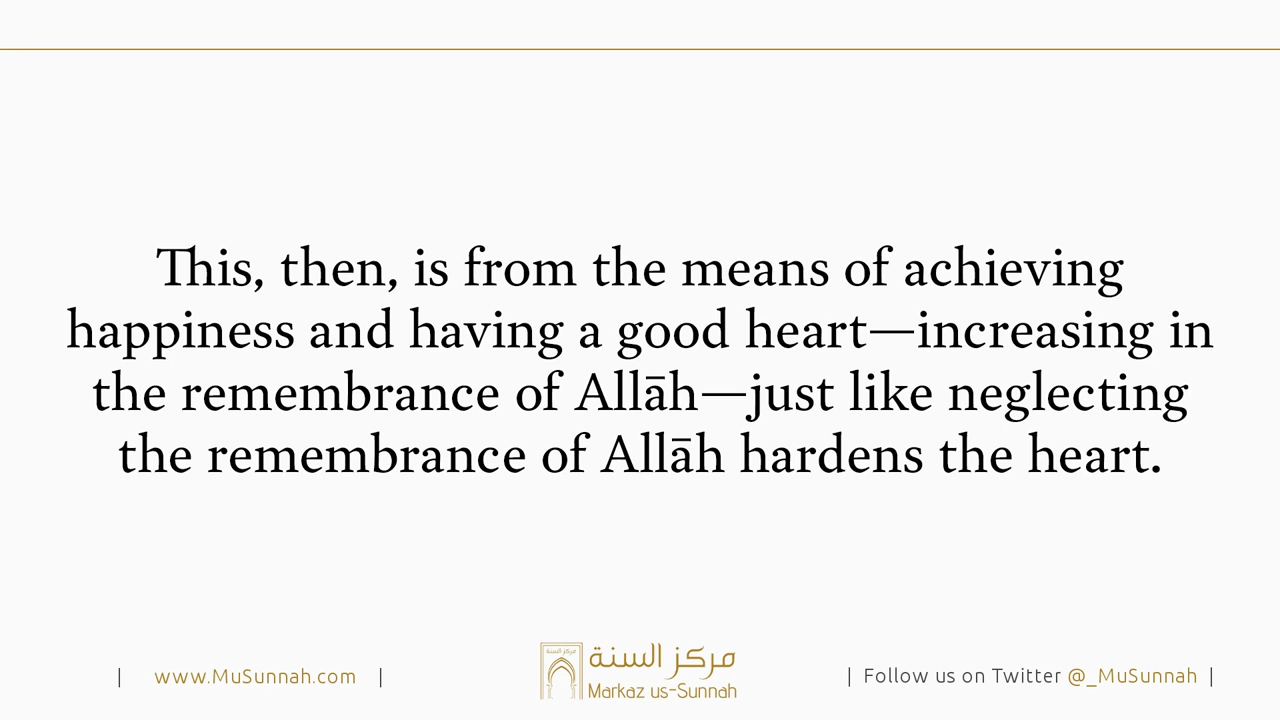 This, then, is from the means of achieving
happiness and having a good heart—increasing in
the remembrance of Allāh—just like neglecting
the remembrance of Allāh hardens the heart.
| www.MuSunnah.com |
مركز السنة
مركز السنة
Markaz us-Sunnah
| Follow us on Twitter @_MuSunnah |